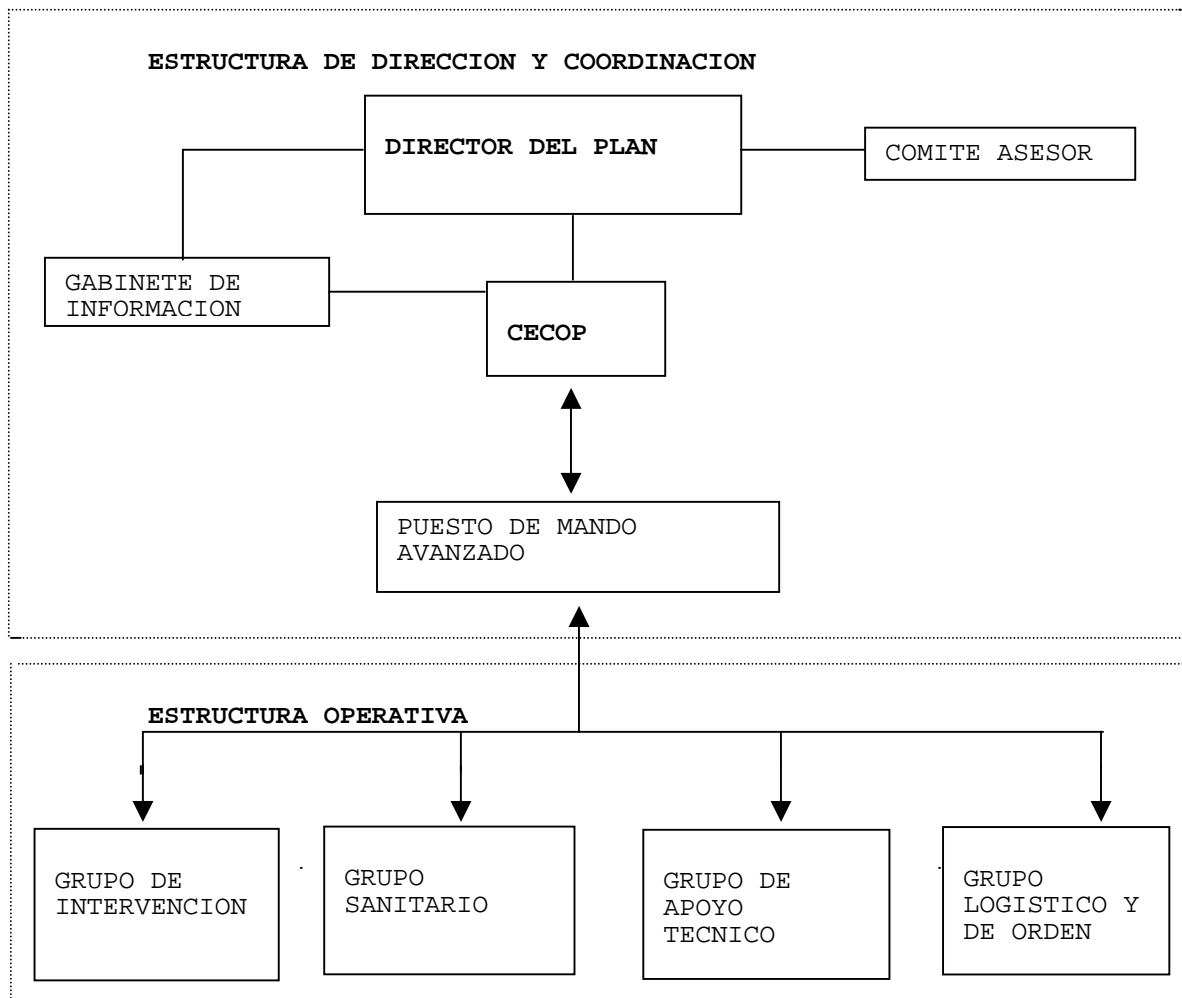 ESTRUCTURA DE DIRECCION Y COORDINACION
DIRECTOR DEL PLAN
COMITE ASESOR
GABINETE DE
INFORMACION
CECOP
PUESTO DE MANDO
AVANZADO
ESTRUCTURA OPERATIVA
GRUPO DE
INTERVENCION
GRUPO
SANITARIO
GRUPO DE
APOYO
TECNICO
GRUPO
LOGISTICO Y
DE ORDEN